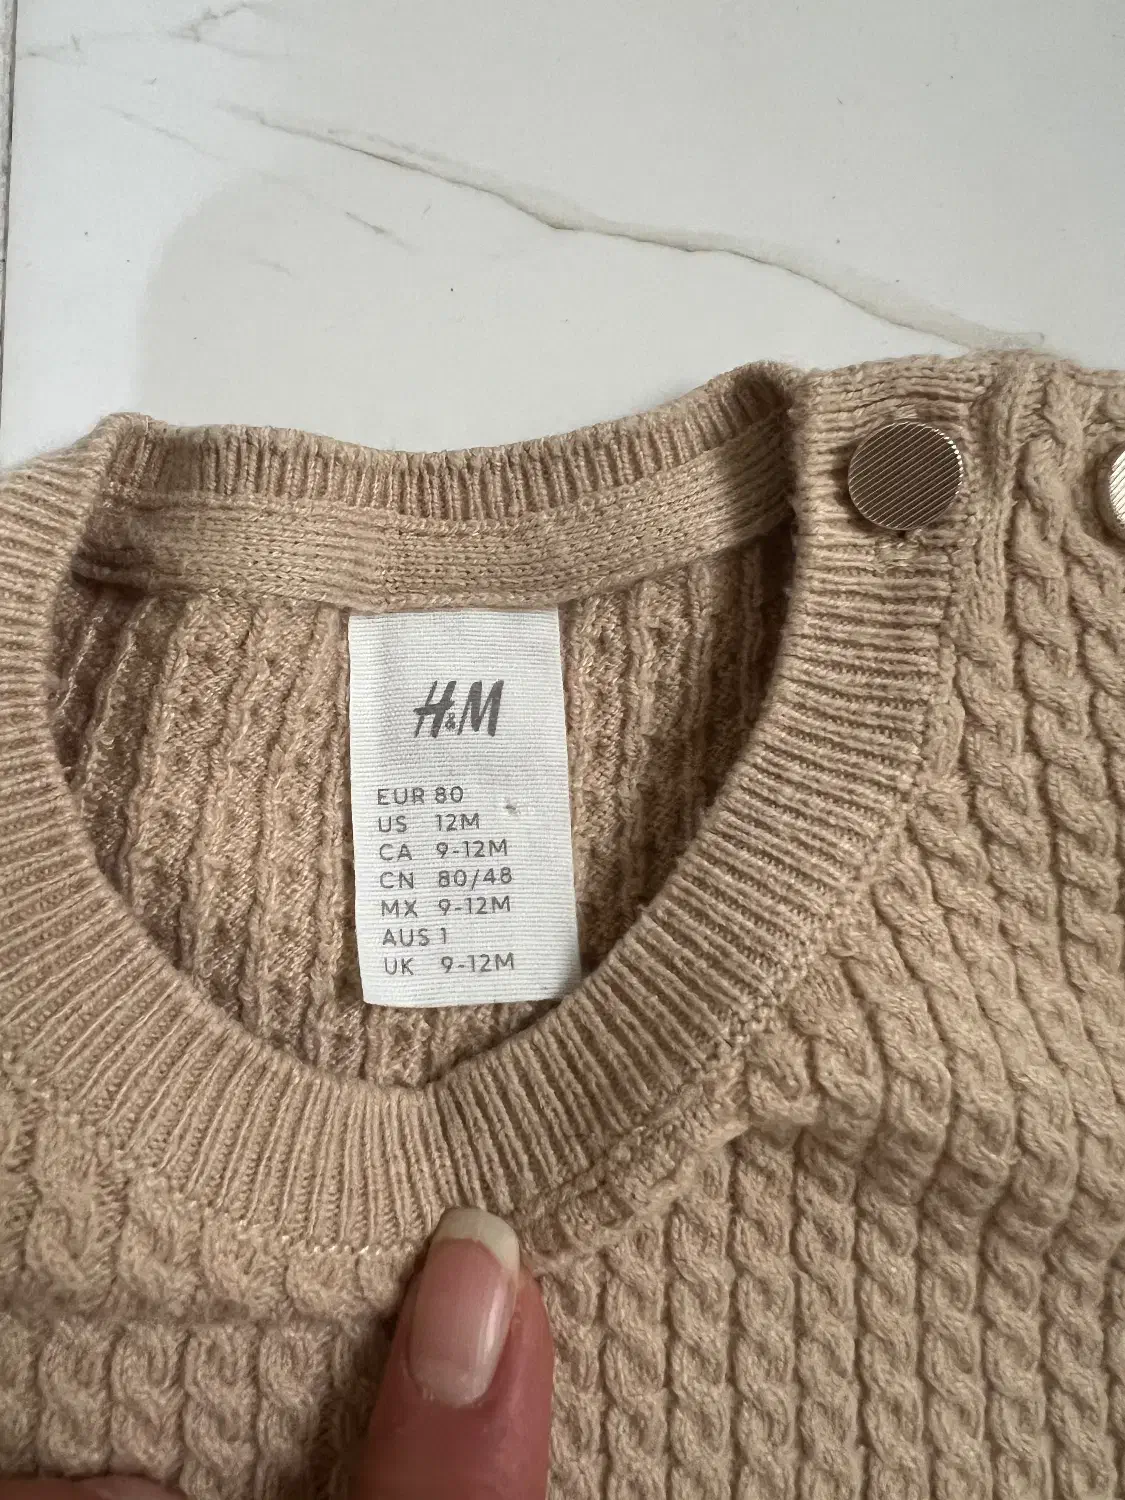 H&M
EUR 80
US 12M
CA 9-12M
CN 80/48
MX 9-12M
AUS 1
UK 9-12M